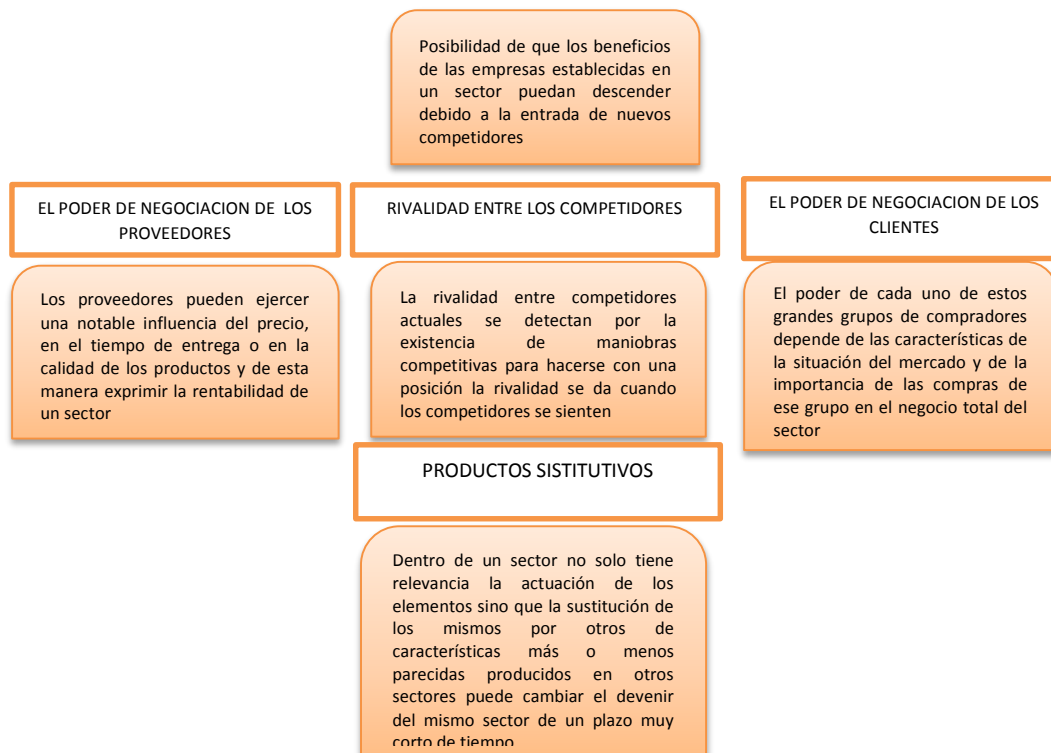 Posibilidad de que los beneficios
de las empresas establecidas en
un sector puedan descender
debido a la entrada de nuevos
competidores
EL PODER DE NEGOCIACION DE LOS
PROVEEDORES
Los proveedores pueden ejercer
una notable influencia del precio,
en el tiempo de entrega o en la
calidad de los productos y de esta
manera exprimir la rentabilidad de
un sector
RIVALIDAD ENTRE LOS COMPETIDORES
La rivalidad entre competidores
actuales se detectan por la
existencia de maniobras
competitivas para hacerse con una
posición la rivalidad se da cuando
los competidores se sienten
EL PODER DE NEGOCIACION DE LOS
CLIENTES
El poder de cada uno de estos
grandes grupos de compradores
depende de las características de
la situación del mercado y de la
importancia de las compras de
ese grupo en el negocio total del
sector
PRODUCTOS SISTITUTIVOS
Dentro de un sector no solo tiene
relevancia la actuación de los
elementos sino que la sustitución de
los mismos por otros de
características más o menos
parecidas producidos en otros
sectores puede cambiar el devenir
del mismo sector de un plazo muy
corto de tiempo